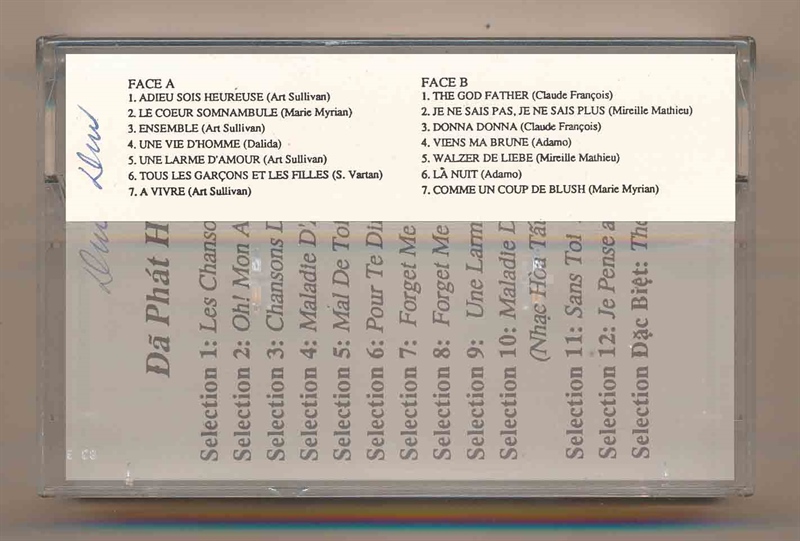 FACE A
1. ADIEU SOIS HEUREUSE (Art Sullivan)
2. LE COEUR SOMNAMBULE (Marie Myrian)
3. ENSEMBLE (Art Sullivan)
4. UNE VIE D'HOMME (Dalida)
5. UNE LARME D'AMOUR (Art Sullivan)
6. TOUS LES GARÇONS ET LES FILLES (S. Vartan)
7. A VIVRE (Art Sullivan)
FACE B
1. THE GOD FATHER (Claude François)
2. JE NE SAIS PAS, JE NE SAIS PLUS (Mireille Mathieu)
3. DONNA DONNA (Claude François)
4. VIENS MA BRUNE (Adamo)
5. WALZER DE LIEBE (Mireille Mathieu)
6. LÀ NUIT (Adamo)
7. COMME UN COUP DE BLUSH (Marie Myrian)
Đã Phát H
Selection 1: Les Chanso
Selection 2: Oh! Mon A
Selection 3: Chansons D
Selection 4: Maladie D'
Selection 5: Mal De Toi
Selection 6: Pour Te Di
Selection 7: Forget Me
Selection 8: Forget Me
Selection 9: Une Larm
Selection 10: Maladie D
(Nhạc Hòa Tấ
Selection 11: Sans Toi
Selection 12: Je Pense a
Selection Đặc Biệt: The